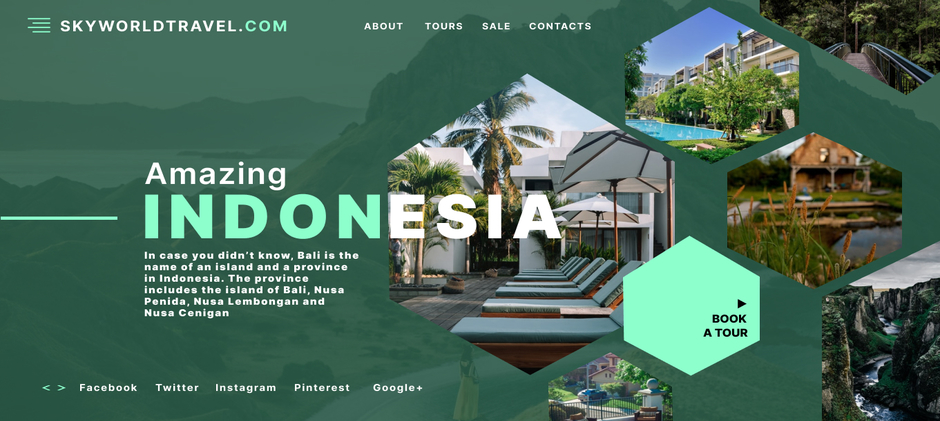 SKYWORLDTRAVEL.COM
ABOUT TOURS SALE CONTACTS
Amazing
INDONESIA
In case you didn't know, Bali is the
name of an island and a province
in Indonesia. The province
includes the island of Bali, Nusa
Penida, Nusa Lembongan and
Nusa Cenigan
BOOK
A TOUR
< > Facebook Twitter Instagram Pinterest Google+